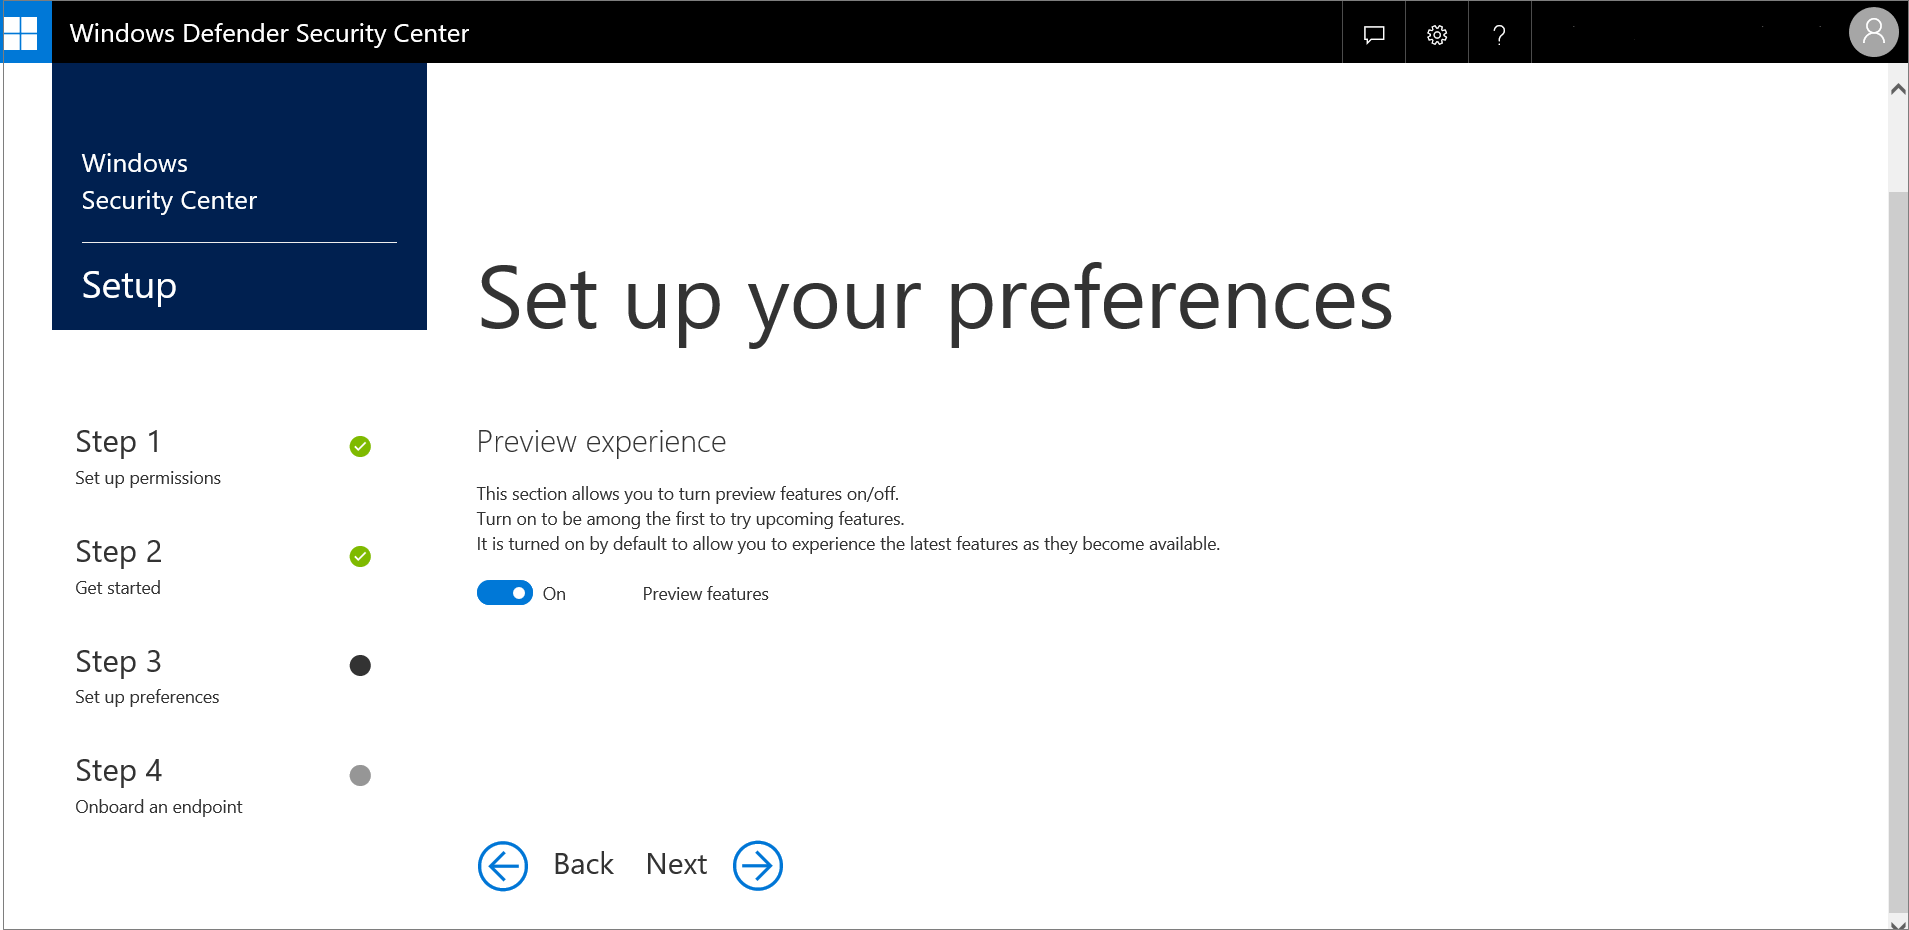 Windows Defender Security Center
?
Windows
Security Center
Setup
Set up your preferences
Step 1
Set up permissions
Step 2
Get started
Step 3
Set up preferences
Step 4
Onboard an endpoint
Preview experience
This section allows you to turn preview features on/off.
Turn on to be among the first to try upcoming features.
It is turned on by default to allow you to experience the latest features as they become available.
On Preview features
Back Next